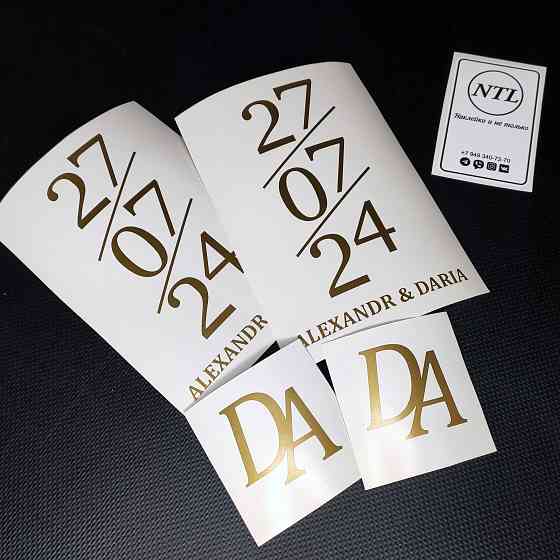 27/
07/
24
ALEXANDR
27/
07/
24
ALEXANDR & DARIA
DA
DA
NTL
Наклейки и не только
+7 949 340-73-70